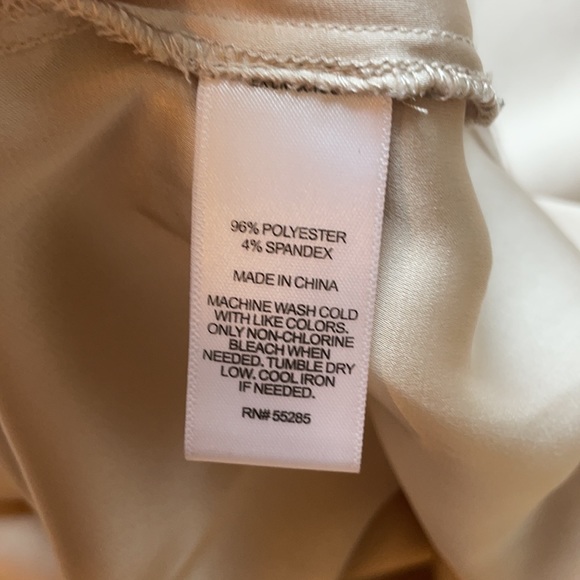 96% POLYESTER
4% SPANDEX
MADE IN CHINA
MACHINE WASH COLD
WITH LIKE COLORS.
ONLY NON-CHLORINE
BLEACH WHEN
NEEDED. TUMBLE DRY
LOW. COOL IRON
IF NEEDED.
RN# 55285